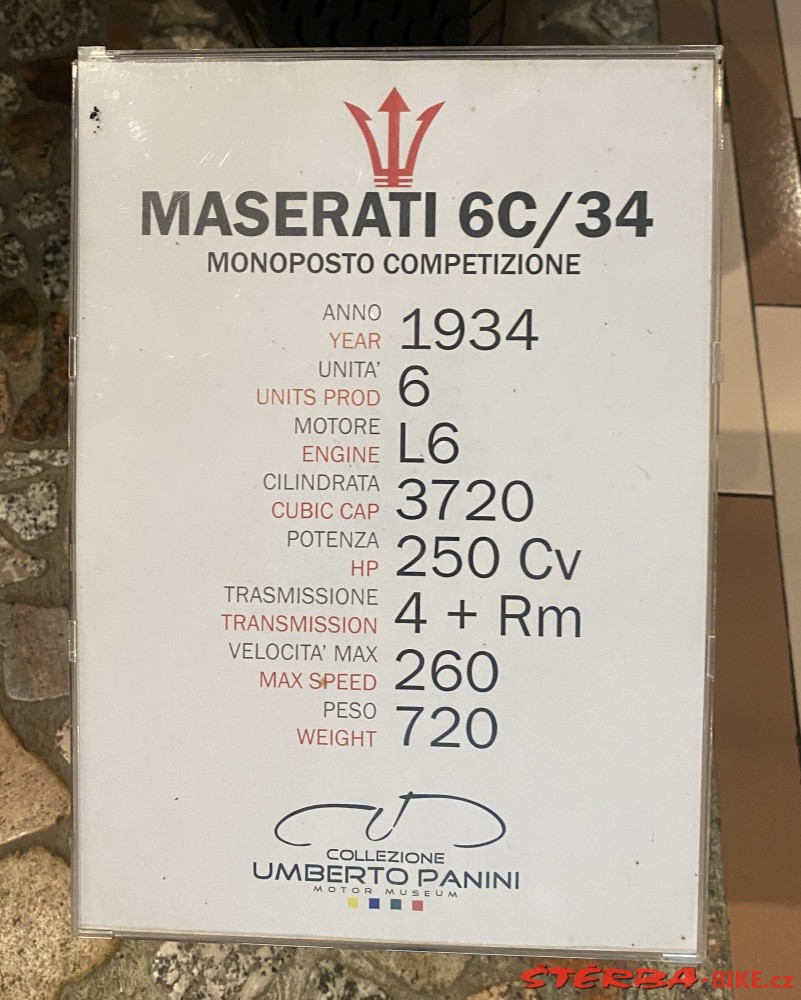 MASERATI 6C/34
MONOPOSTO COMPETIZIONE
ANNO
YEAR 1934
UNITA'
UNITS PROD 6
MOTORE
ENGINE L6
CILINDRATA
CUBIC CAP 3720
POTENZA
HP 250 Cv
TRASMISSIONE
TRANSMISSION 4 + Rm
VELOCITA' MAX
MAX SPEED 260
PESO
WEIGHT 720
COLLEZIONE
UMBERTO PANINI
MOTOR MUSEUM
STĚRBA-BIKE.cz